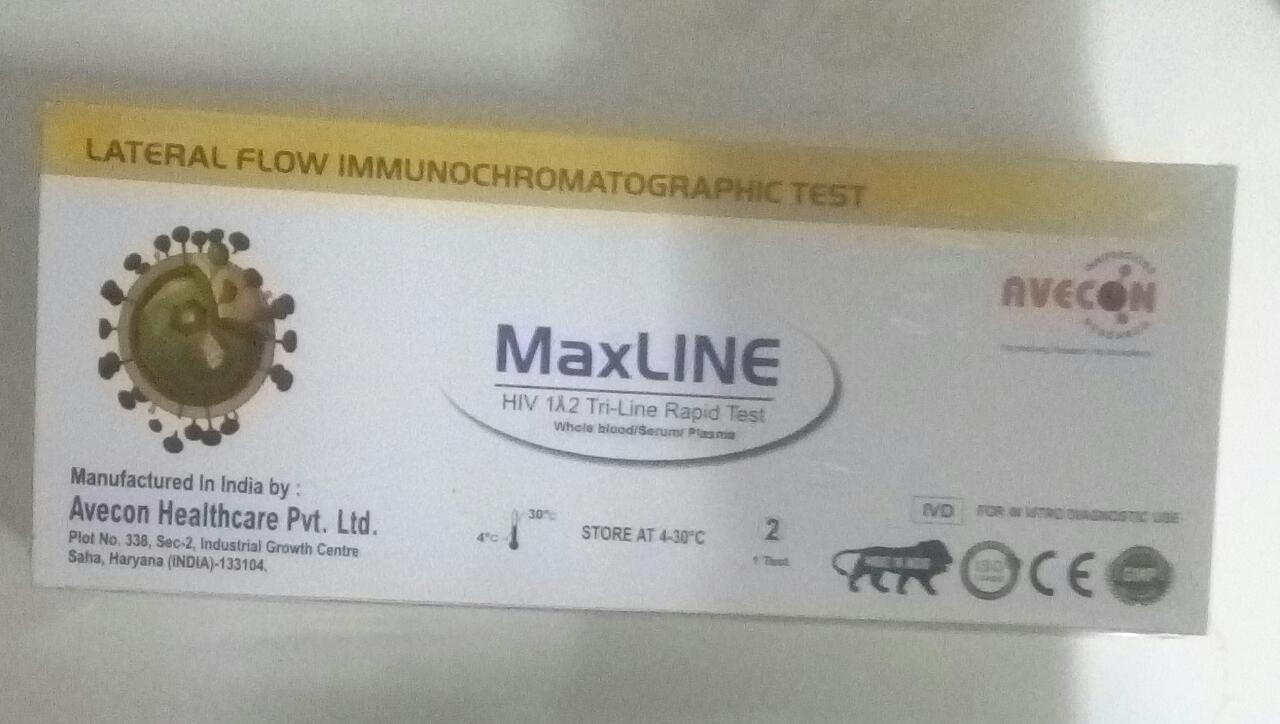 LATERAL FLOW IMMUNOCHROMATOGRAPHIC TEST
AVECON
MaxLINE
HIV 1&2 Tri-Line Rapid Test
Whole blood/Serum/ Plasma
Manufactured In India by :
Avecon Healthcare Pvt. Ltd.
Plot No. 338, Sec-2, Industrial Growth Centre
Saha, Haryana (INDIA)-133104.
4°C
30°C
STORE AT 4-30°C
2
1 Test
IVD
FOR IN VITRO DIAGNOSTIC USE
ISO
CE
GMP